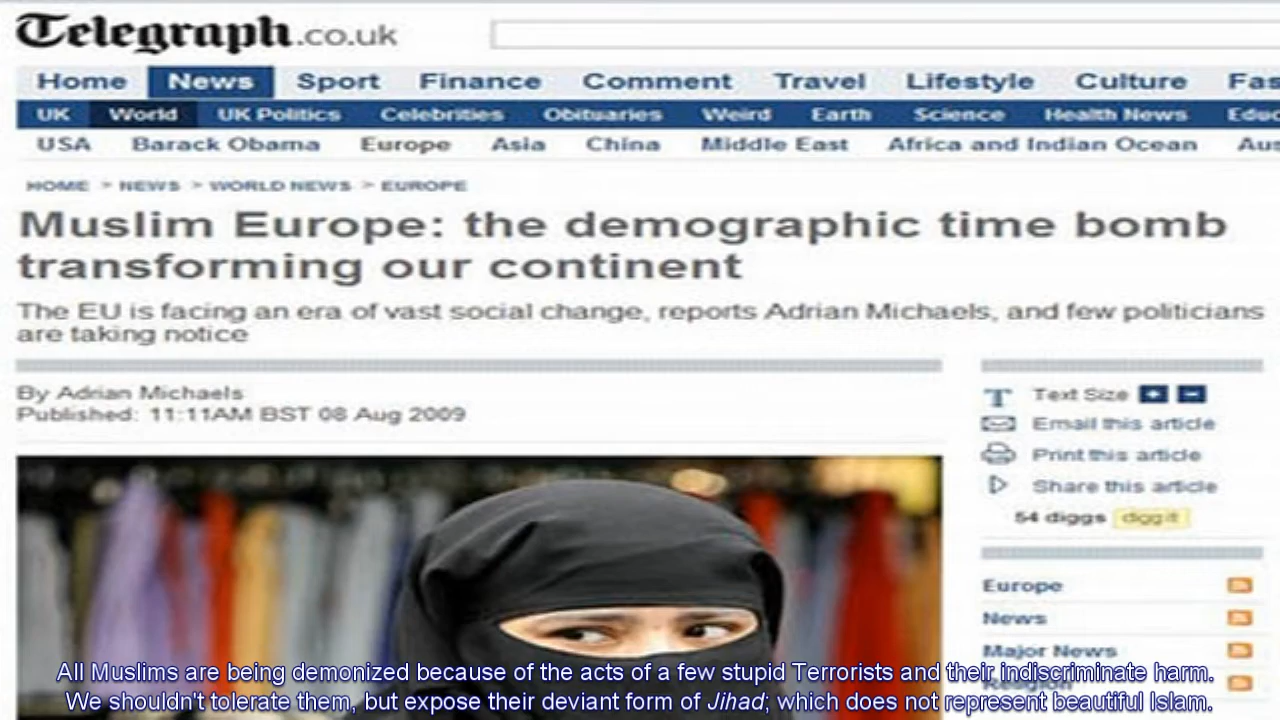 Telegraph.co.uk
Home News Sport Finance Comment Travel Lifestyle Culture Fas
UK World UK Politics Celebrities Obituaries Weird Earth Science Health News Educ
USA Barack Obama Europe Asia China Middle East Africa and Indian Ocean Aus
HOME > NEWS > WORLD NEWS > EUROPE
Muslim Europe: the demographic time bomb
transforming our continent
The EU is facing an era of vast social change, reports Adrian Michaels, and few politicians
are taking notice
By Adrian Michaels
Published: 11:11AM BST 08 Aug 2009
T Text Size + −
Email this article
Print this article
Share this article
54 diggs digg it
Europe
News
Major News
Religion
All Muslims are being demonized because of the acts of a few stupid Terrorists and their indiscriminate harm.
We shouldn't tolerate them, but expose their deviant form of Jihad; which does not represent beautiful Islam.